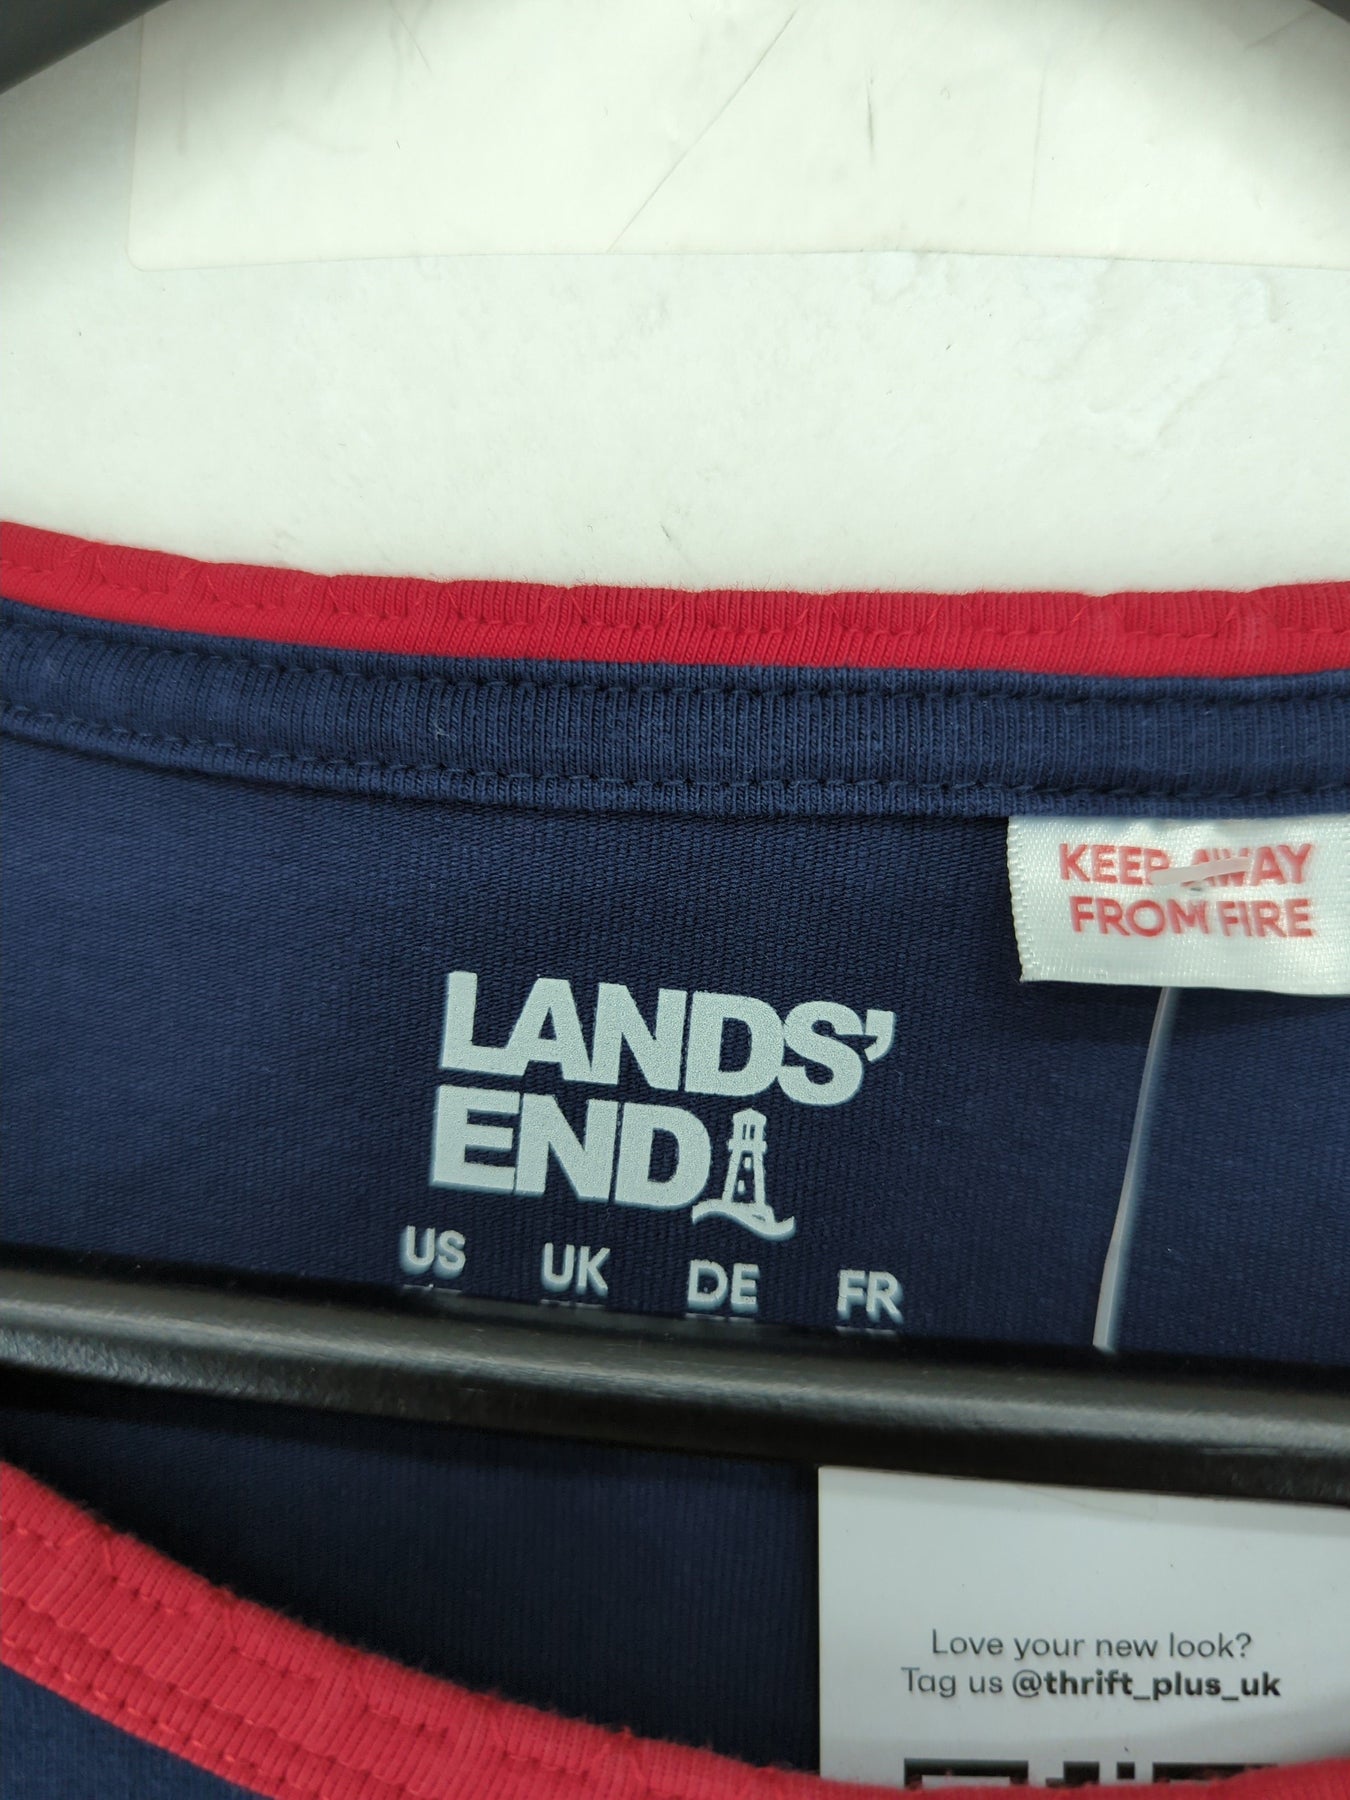 KEEP AWAY
FROM FIRE
LANDS'
END
US UK DE FR
Love your new look?
Tag us @thrift_plus_uk